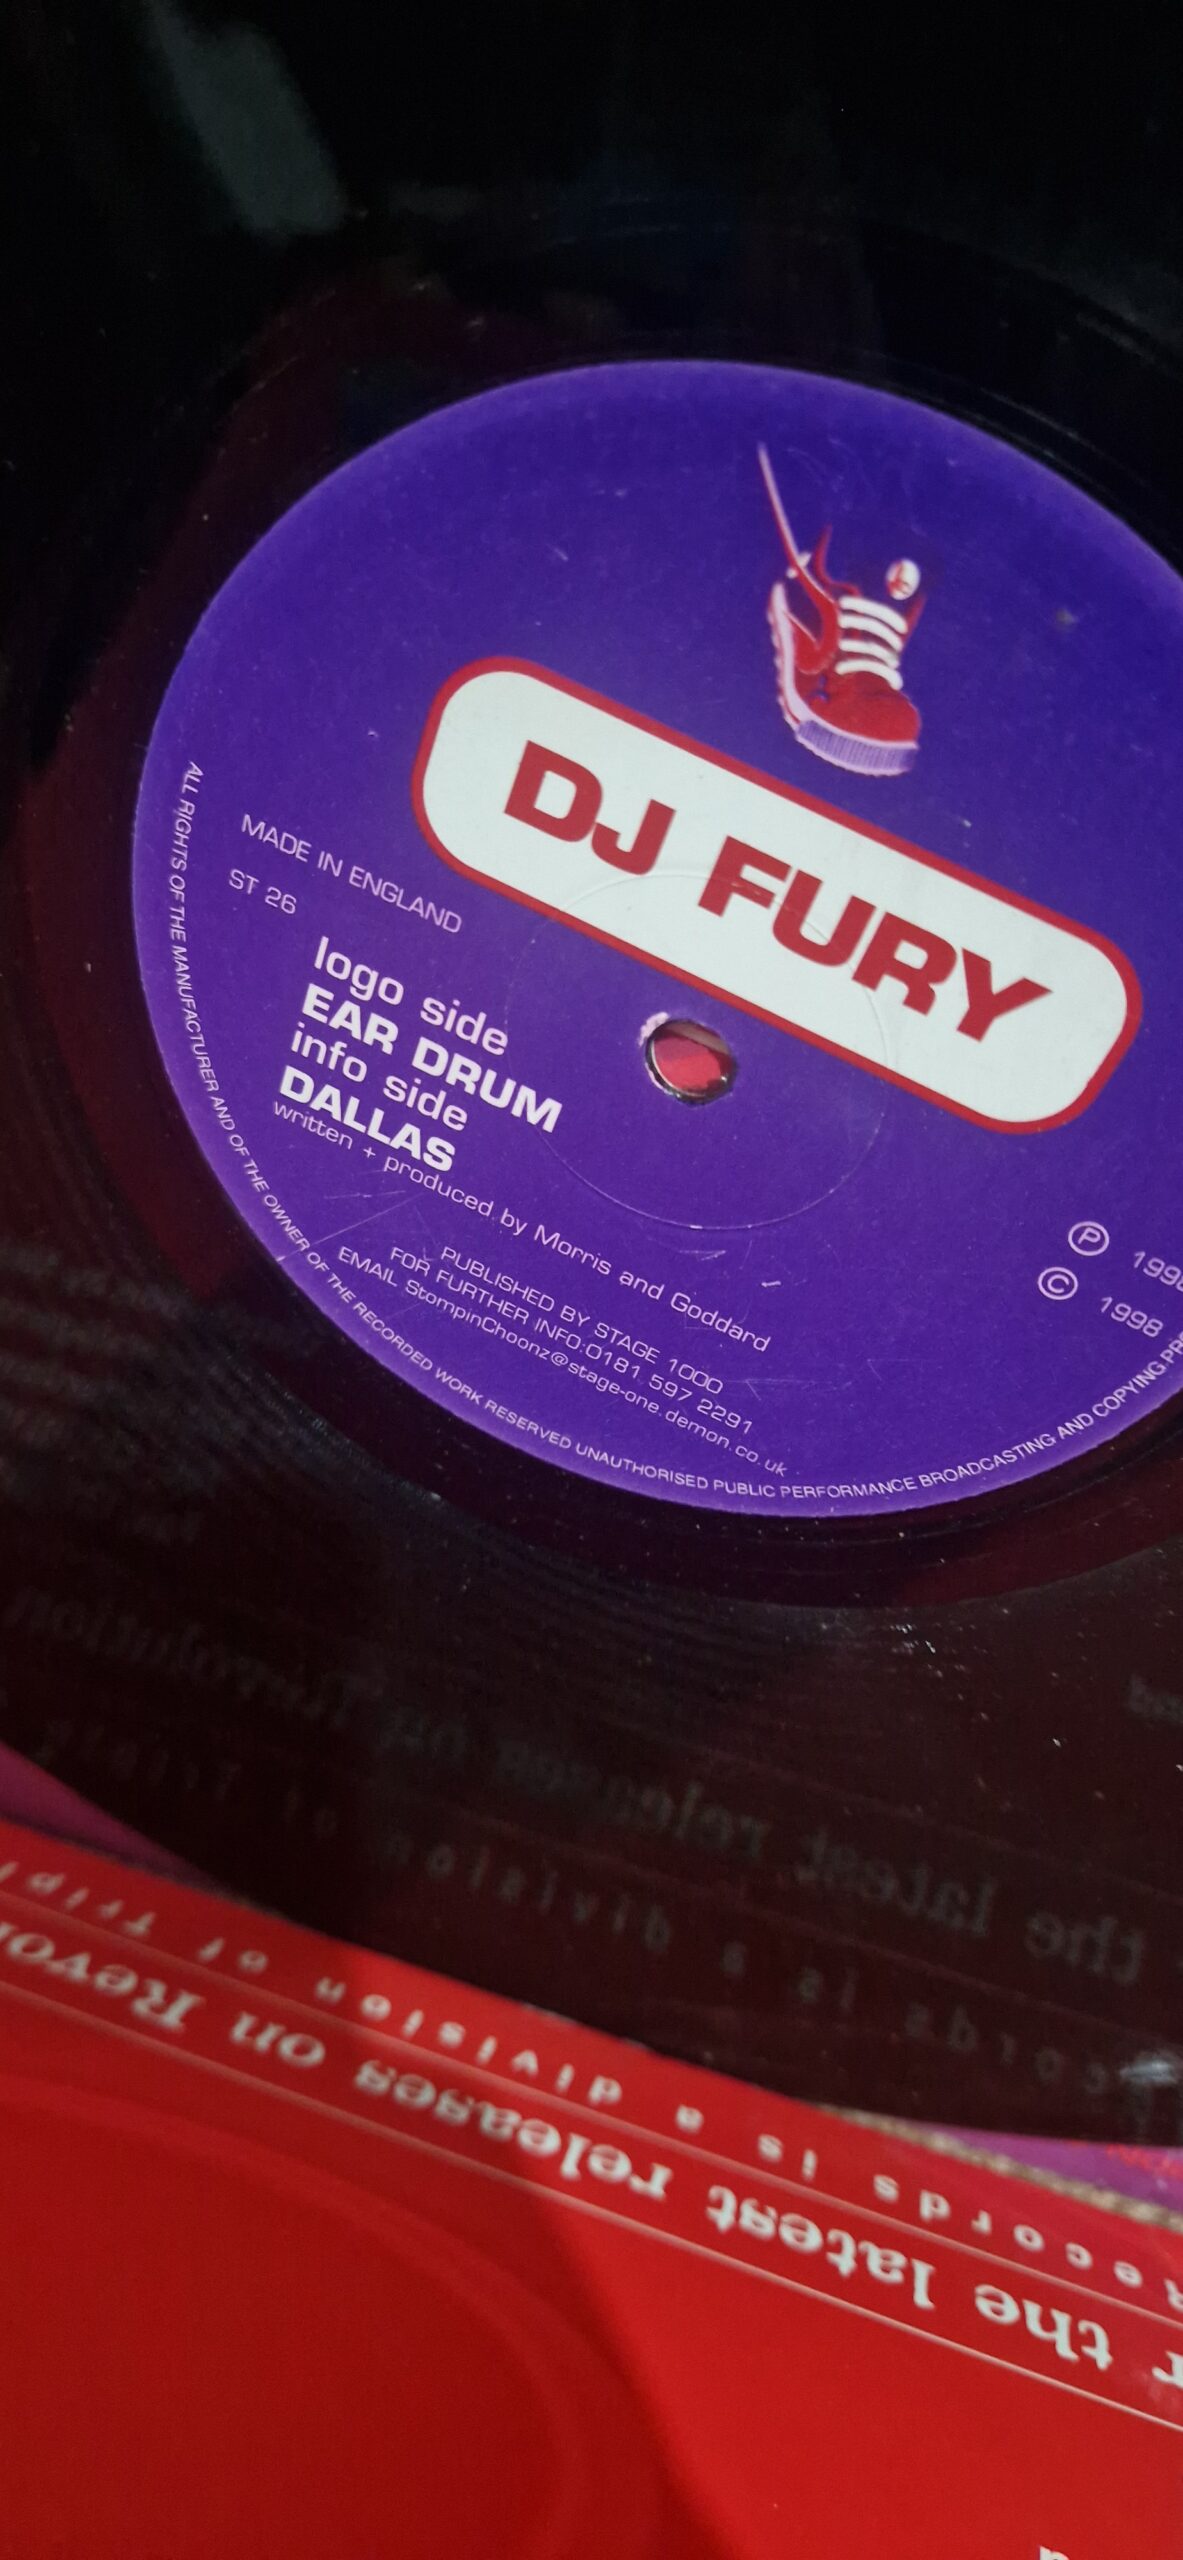 DJ FURY
MADE IN ENGLAND
ST 26
logo side
EAR DRUM
info side
DALLAS
written + produced by Morris and Goddard
PUBLISHED BY STAGE 1000
FOR FURTHER INFO:0181 597 2291
EMAIL StompinChoonz@stage-one.demon.co.uk
Ⓟ 1998
© 1998
ALL RIGHTS OF THE MANUFACTURER AND OF THE OWNER OF THE RECORDED WORK RESERVED UNAUTHORISED PUBLIC PERFORMANCE BROADCASTING AND COPYING
the latest releases on
Records is a division of